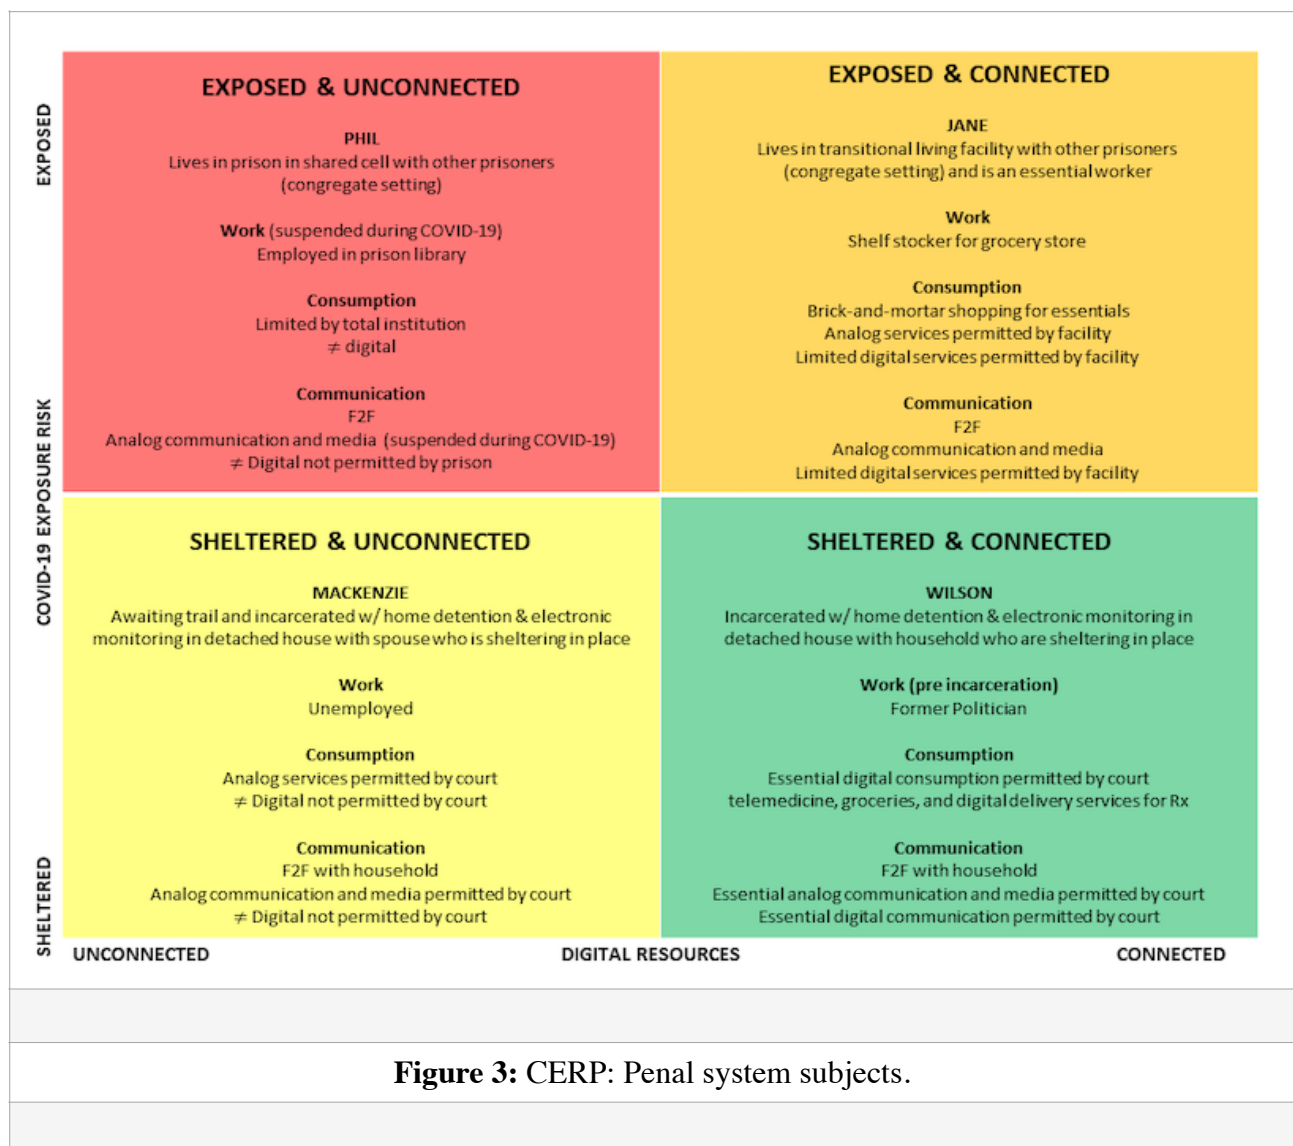 EXPOSED & UNCONNECTED
PHIL
Lives in prison in shared cell with other prisoners
(congregate setting)
Work (suspended during COVID-19)
Employed in prison library
Consumption
Limited by total institution
≠ digital
Communication
F2F
Analog communication and media (suspended during COVID-19)
≠ Digital not permitted by prison
EXPOSED & CONNECTED
JANE
Lives in transitional living facility with other prisoners
(congregate setting) and is an essential worker
Work
Shelf stocker for grocery store
Consumption
Brick-and-mortar shopping for essentials
Analog services permitted by facility
Limited digital services permitted by facility
Communication
F2F
Analog communication and media
Limited digital services permitted by facility
SHELTERED & UNCONNECTED
MACKENZIE
Awaiting trail and incarcerated w/ home detention & electronic
monitoring in detached house with spouse who is sheltering in place
Work
Unemployed
Consumption
Analog services permitted by court
≠ Digital not permitted by court
Communication
F2F with household
Analog communication and media permitted by court
≠ Digital not permitted by court
SHELTERED & CONNECTED
WILSON
Incarcerated w/ home detention & electronic monitoring in
detached house with household who are sheltering in place
Work (pre incarceration)
Former Politician
Consumption
Essential digital consumption permitted by court
telemedicine, groceries, and digital delivery services for Rx
Communication
F2F with household
Essential analog communication and media permitted by court
Essential digital communication permitted by court
EXPOSED
COVID-19 EXPOSURE RISK
SHELTERED
UNCONNECTED
DIGITAL RESOURCES
CONNECTED
Figure 3: CERP: Penal system subjects.